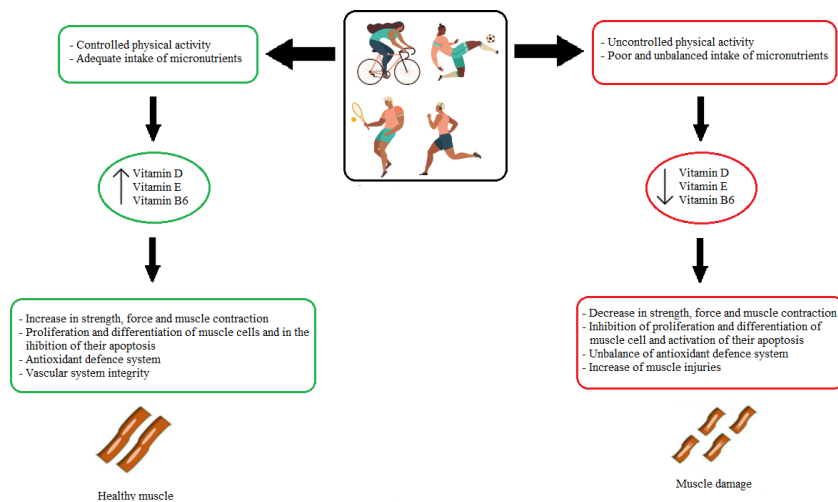 - Controlled physical activity
- Adequate intake of micronutrients
- Uncontrolled physical activity
- Poor and unbalanced intake of micronutrients
Vitamin D
Vitamin E
Vitamin B6
Vitamin D
Vitamin E
Vitamin B6
- Increase in strength, force and muscle contraction
- Proliferation and differentiation of muscle cells and in the
ihibition of their apoptosis
- Antioxidant defence system
- Vascular system integrity
- Decrease in strength, force and muscle contraction
- Inhibition of proliferation and differentiation of
muscle cell and activation of their apoptosis
- Unbalance of antioxidant defence system
- Increase of muscle injuries
Healthy muscle
Muscle damage